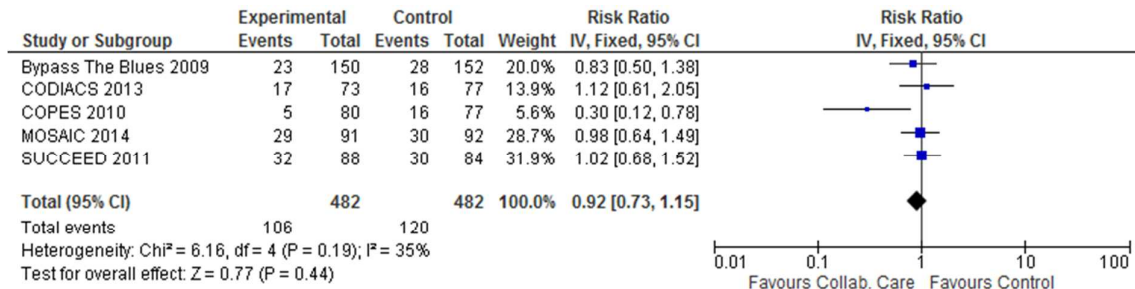 Experimental Control Risk Ratio Risk Ratio
Study or Subgroup Events Total Events Total Weight IV, Fixed, 95% CI IV, Fixed, 95% CI
Bypass The Blues 2009 23 150 28 152 20.0% 0.83 [0.50, 1.38]
CODIACS 2013 17 73 16 77 13.9% 1.12 [0.61, 2.05]
COPES 2010 5 80 16 77 5.6% 0.30 [0.12, 0.78]
MOSAIC 2014 29 91 30 92 28.7% 0.98 [0.64, 1.49]
SUCCEED 2011 32 88 30 84 31.9% 1.02 [0.68, 1.52]
Total (95% CI) 482 482 100.0% 0.92 [0.73, 1.15]
Total events 106 120
Heterogeneity: Chi² = 6.16, df = 4 (P = 0.19); I² = 35%
Test for overall effect: Z = 0.77 (P = 0.44)
0.01 0.1 1 10 100
Favours Collab. Care Favours Control